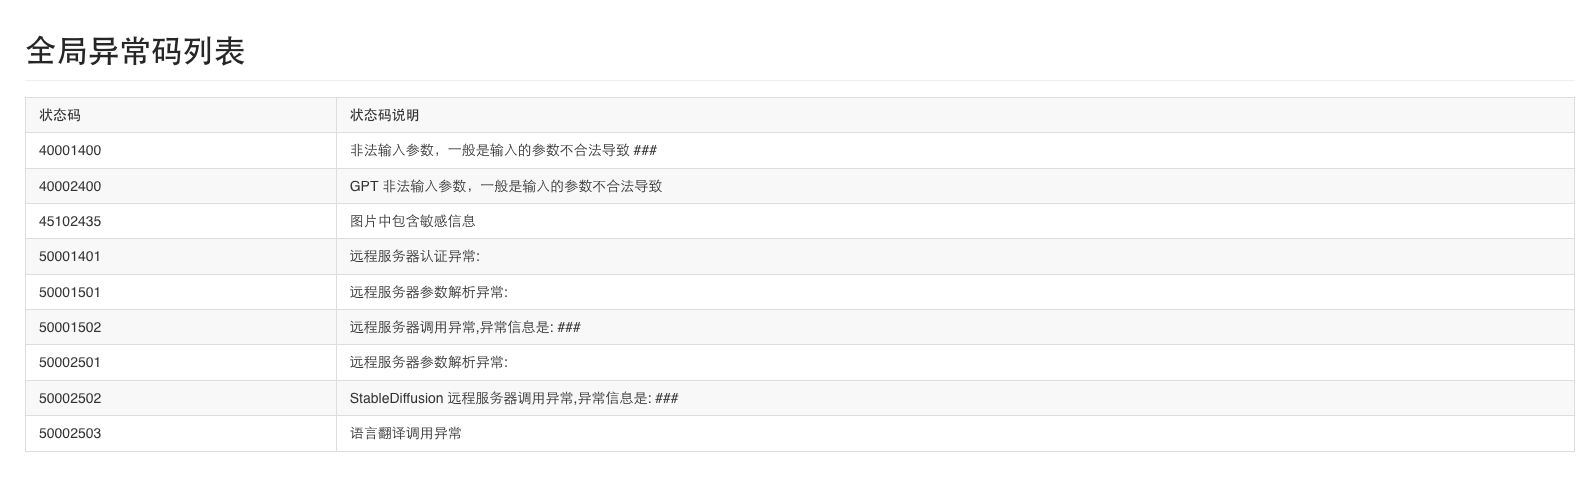 全局异常码列表
状态码 状态码说明
40001400 非法输入参数，一般是输入的参数不合法导致 ###
40002400 GPT 非法输入参数，一般是输入的参数不合法导致
45102435 图片中包含敏感信息
50001401 远程服务器认证异常:
50001501 远程服务器参数解析异常:
50001502 远程服务器调用异常,异常信息是: ###
50002501 远程服务器参数解析异常:
50002502 StableDiffusion 远程服务器调用异常,异常信息是: ###
50002503 语言翻译调用异常